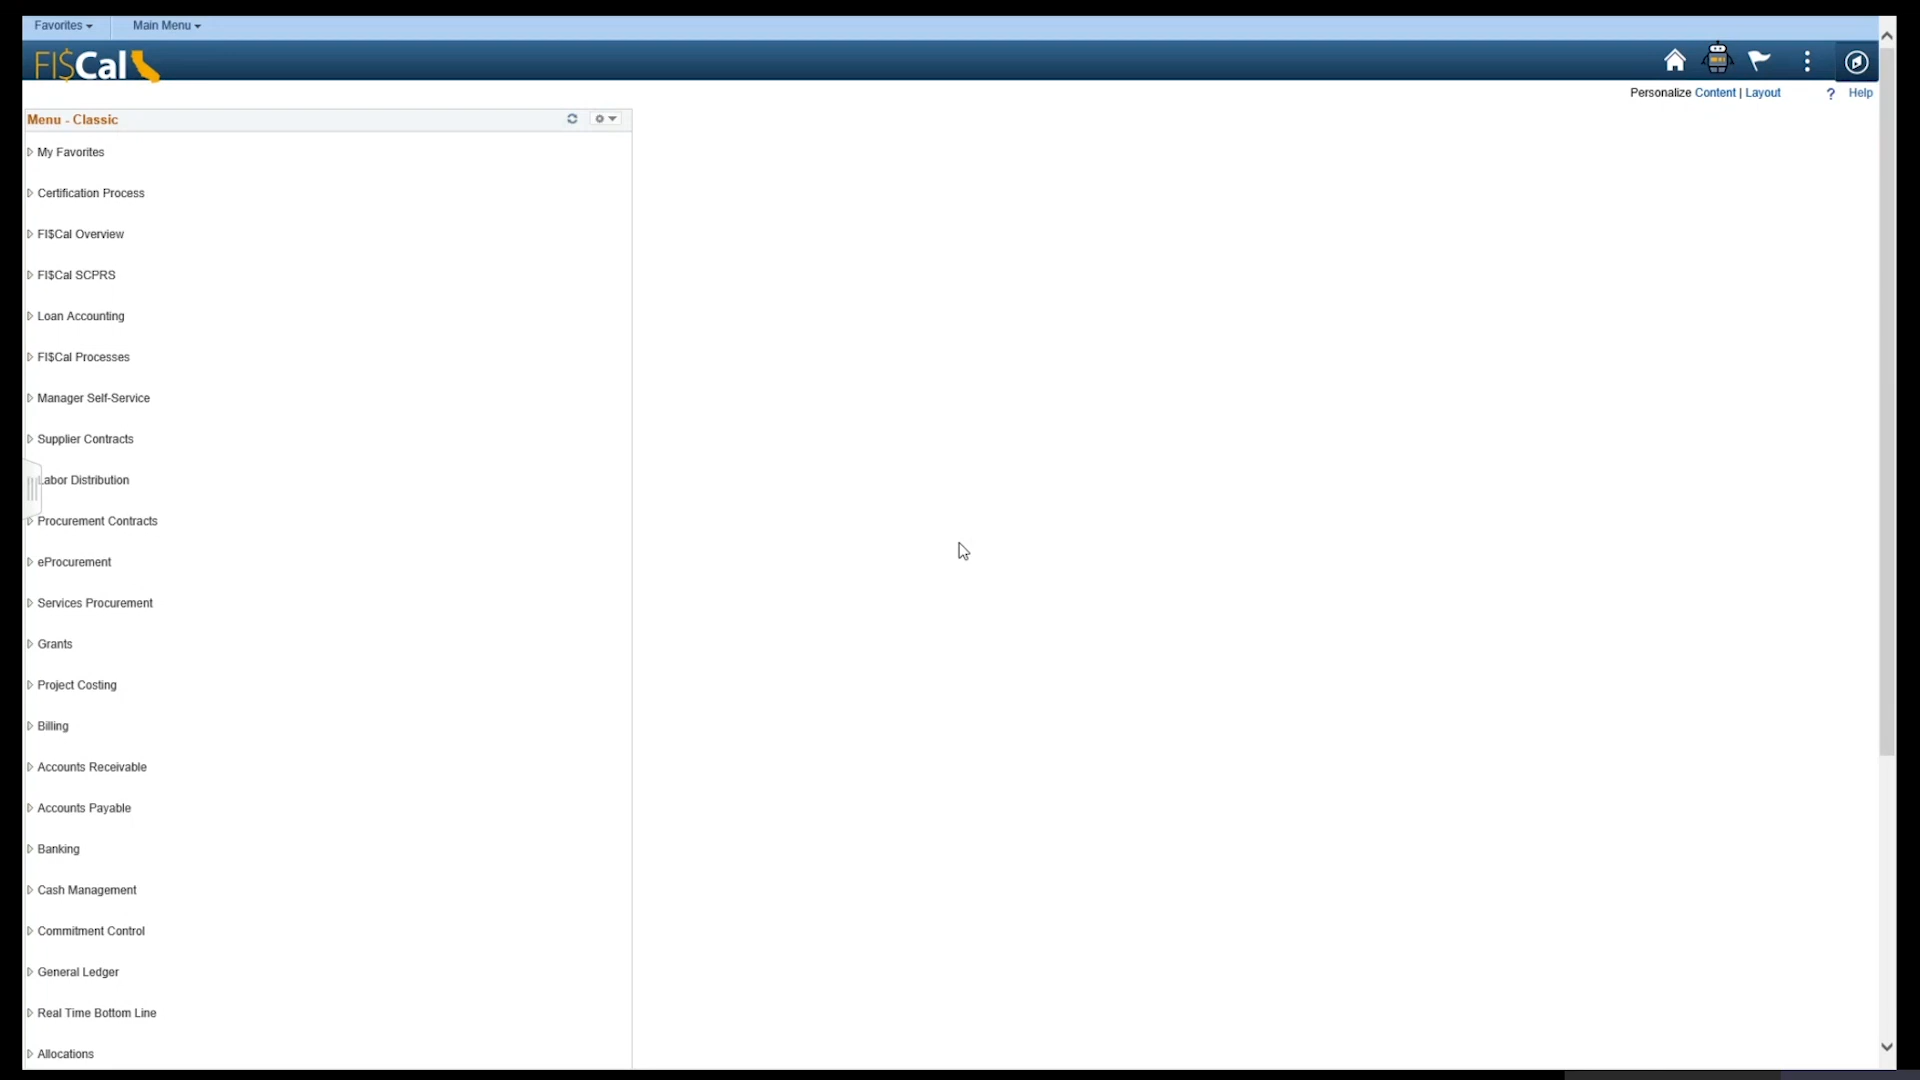 Favorites
Main Menu
FI$Cal
Personalize Content | Layout
? Help
Menu - Classic
My Favorites
Certification Process
FI$Cal Overview
FI$Cal SCPRS
Loan Accounting
FI$Cal Processes
Manager Self-Service
Supplier Contracts
Labor Distribution
Procurement Contracts
eProcurement
Services Procurement
Grants
Project Costing
Billing
Accounts Receivable
Accounts Payable
Banking
Cash Management
Commitment Control
General Ledger
Real Time Bottom Line
Allocations